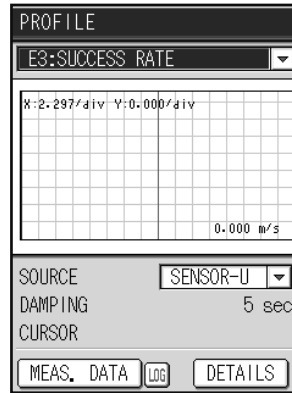 PROFILE
E3:SUCCESS RATE
X:2.297/div Y:0.000/div
0.000 m/s
SOURCE SENSOR-U
DAMPING 5 sec
CURSOR
MEAS. DATA LOG DETAILS